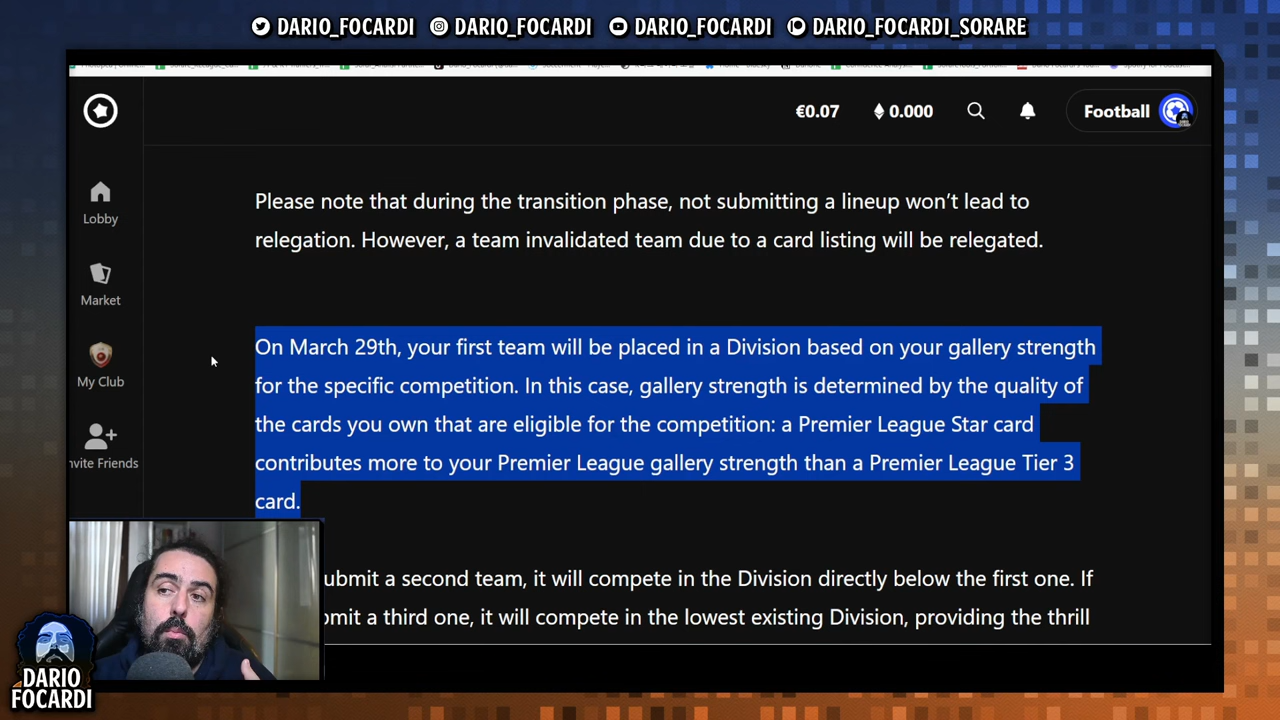 DARIO_FOCARDI DARIO_FOCARDI DARIO_FOCARDI DARIO_FOCARDI_SORARE
€0.07 0.000 Football
Lobby
Market
My Club
nvite Friends
Please note that during the transition phase, not submitting a lineup won’t lead to
relegation. However, a team invalidated team due to a card listing will be relegated.
On March 29th, your first team will be placed in a Division based on your gallery strength
for the specific competition. In this case, gallery strength is determined by the quality of
the cards you own that are eligible for the competition: a Premier League Star card
contributes more to your Premier League gallery strength than a Premier League Tier 3
card.
ubmit a second team, it will compete in the Division directly below the first one. If
bmit a third one, it will compete in the lowest existing Division, providing the thrill
DARIO
FOCARDI